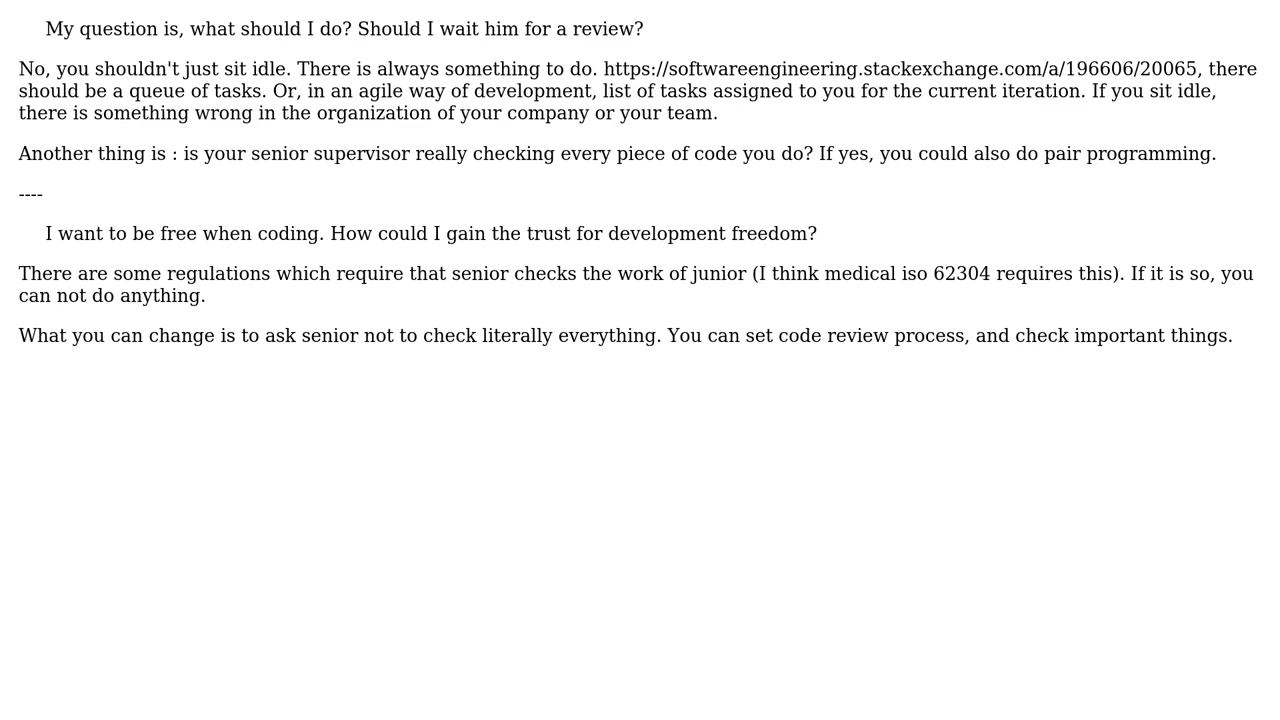 My question is, what should I do? Should I wait him for a review?
No, you shouldn't just sit idle. There is always something to do. https://softwareengineering.stackexchange.com/a/196606/20065, there
should be a queue of tasks. Or, in an agile way of development, list of tasks assigned to you for the current iteration. If you sit idle,
there is something wrong in the organization of your company or your team.
Another thing is : is your senior supervisor really checking every piece of code you do? If yes, you could also do pair programming.
----
I want to be free when coding. How could I gain the trust for development freedom?
There are some regulations which require that senior checks the work of junior (I think medical iso 62304 requires this). If it is so, you
can not do anything.
What you can change is to ask senior not to check literally everything. You can set code review process, and check important things.